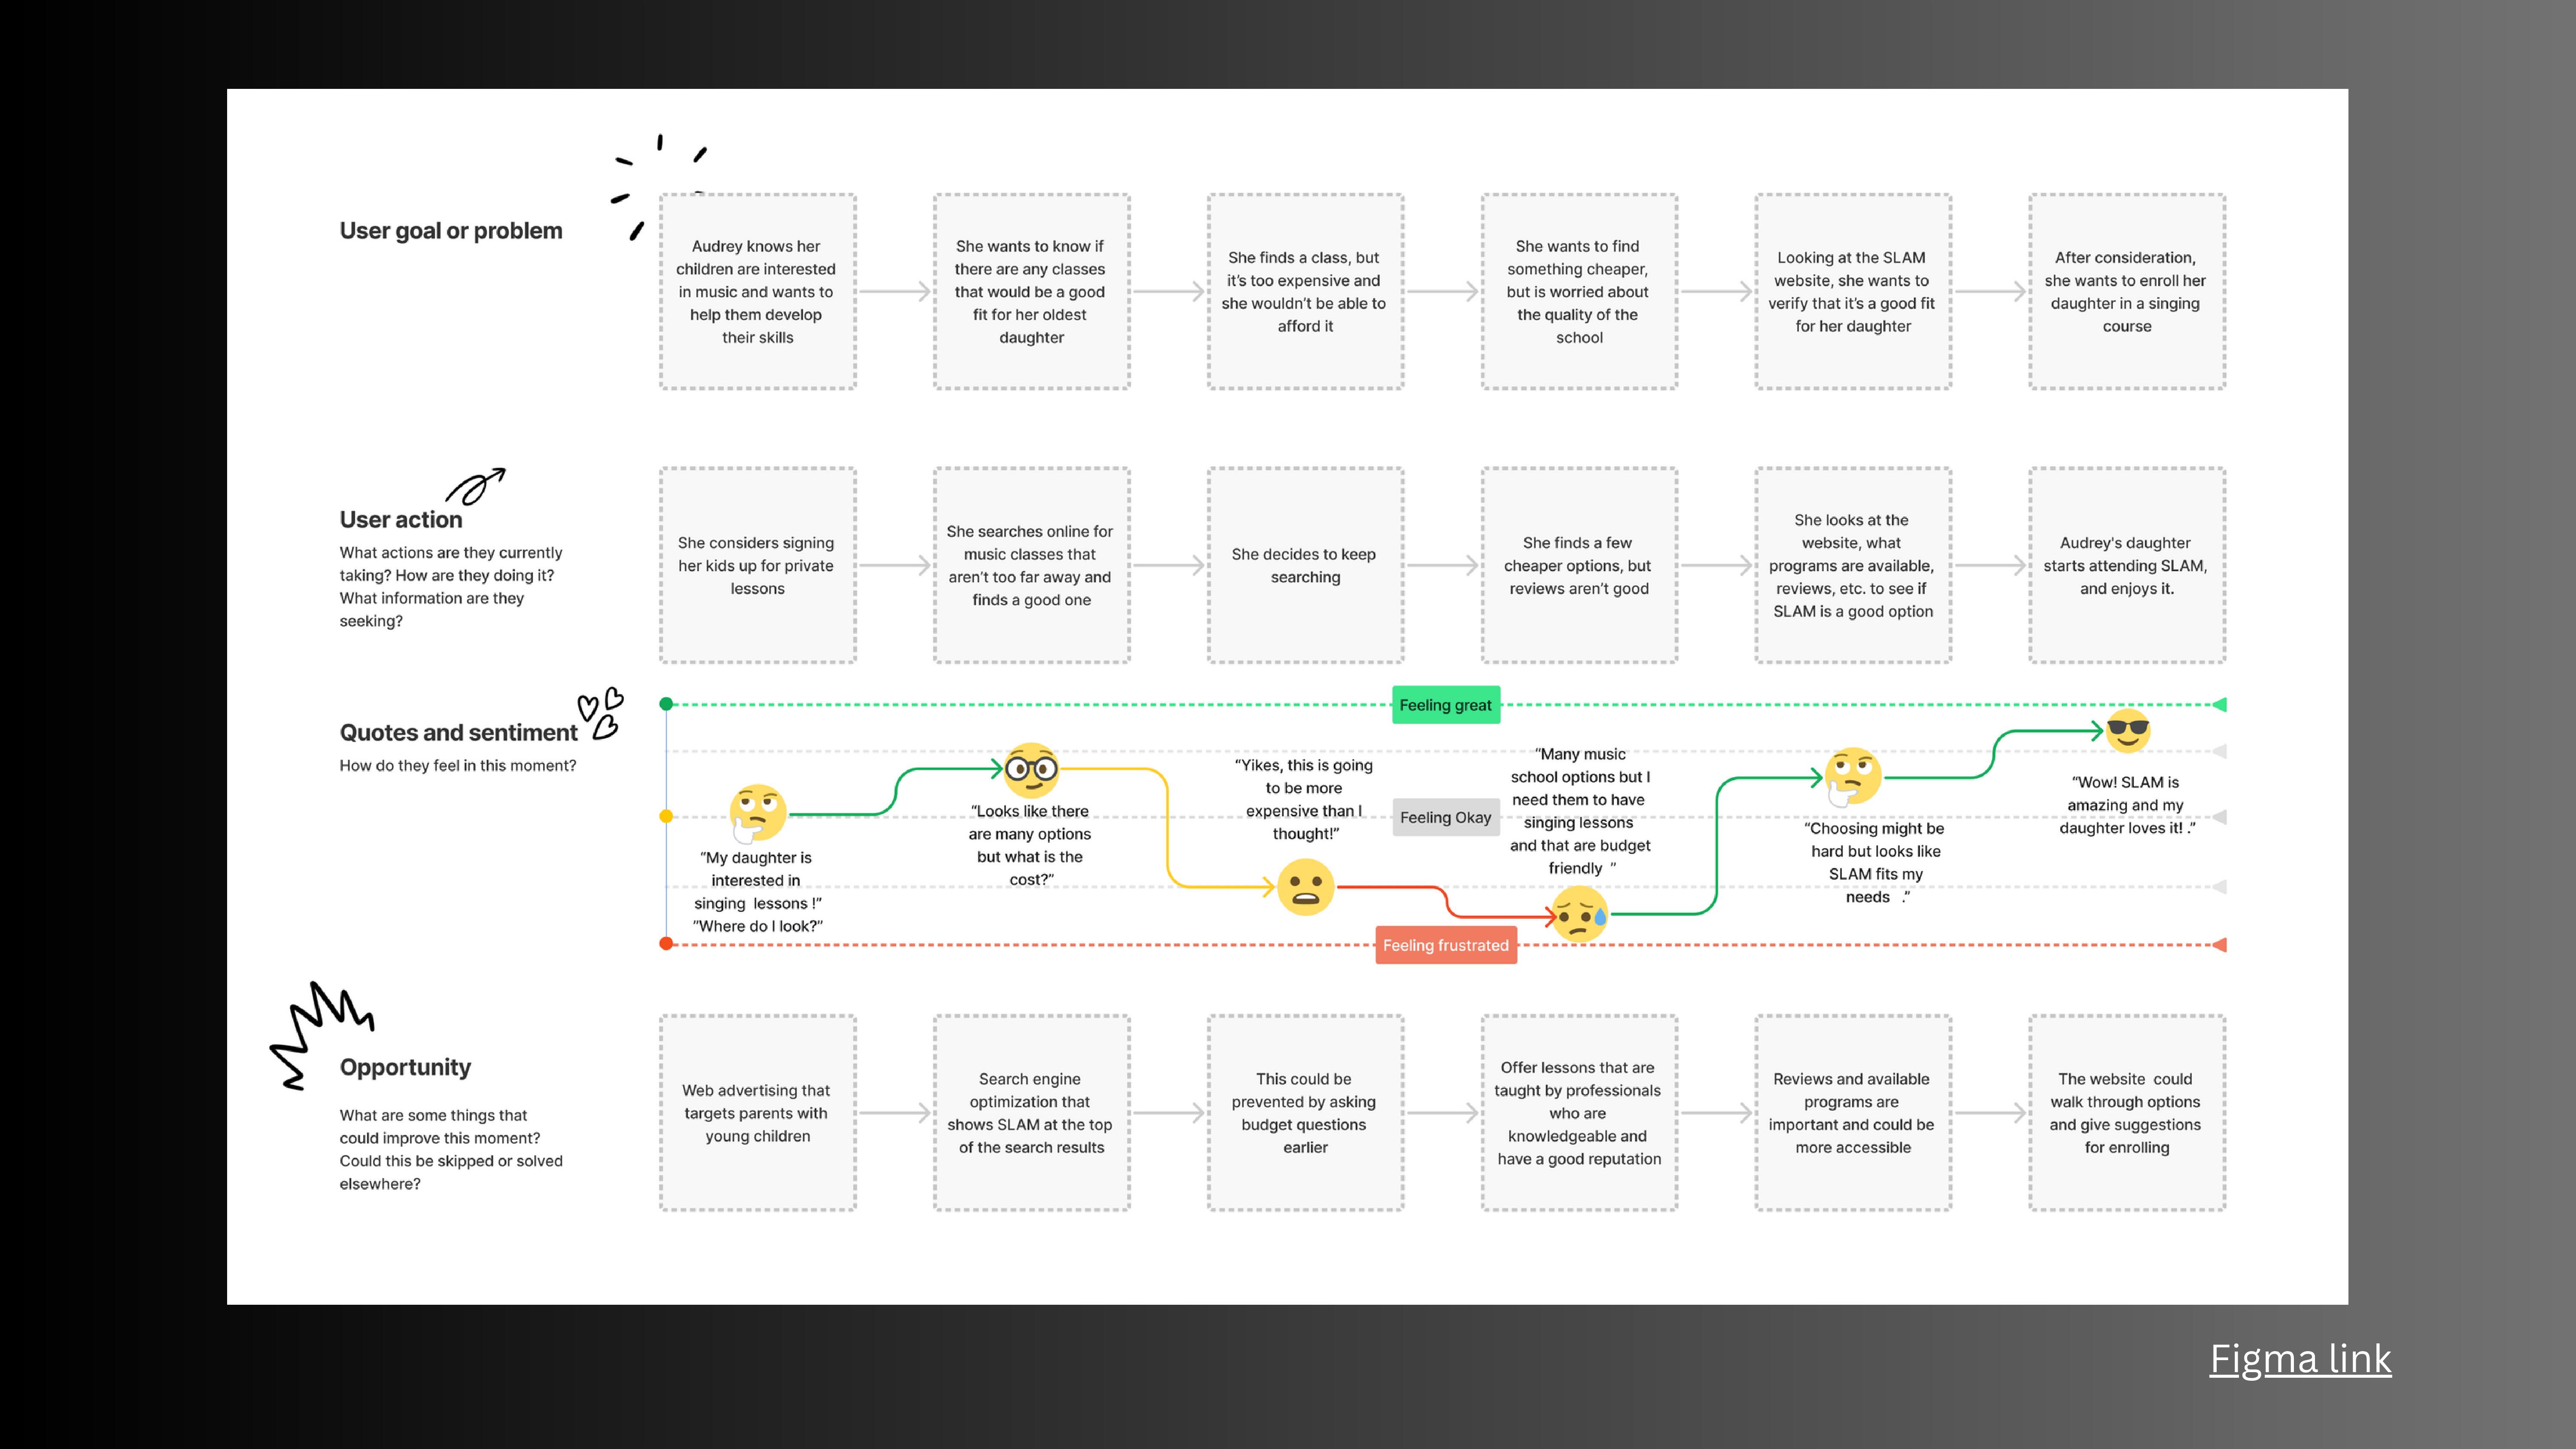 User goal or problem
Audrey knows her
children are interested
in music and wants to
help them develop
their skills
She wants to know if
there are any classes
that would be a good
fit for her oldest
daughter
She finds a class, but
it's too expensive and
she wouldn't be able to
afford it
She wants to find
something cheaper,
but is worried about
the quality of the
school
Looking at the SLAM
website, she wants to
verify that it's a good fit
for her daughter
After consideration,
she wants to enroll her
daughter in a singing
course
User action
What actions are they currently
taking? How are they doing it?
What information are they
seeking?
She considers signing
her kids up for private
lessons
She searches online for
music classes that
aren't too far away and
finds a good one
She decides to keep
searching
She finds a few
cheaper options, but
reviews aren't good
She looks at the
website, what
programs are available,
reviews, etc. to see if
SLAM is a good option
Audrey's daughter
starts attending SLAM,
and enjoys it.
Quotes and sentiment
How do they feel in this moment?
Feeling great
Feeling Okay
Feeling frustrated
“My daughter is
interested in
singing lessons !”
”Where do I look?”
“Looks like there
are many options
but what is the
cost?”
“Yikes, this is going
to be more
expensive than I
thought!”
“Many music
school options but I
need them to have
singing lessons
and that are budget
friendly ”
“Choosing might be
hard but looks like
SLAM fits my
needs .”
“Wow! SLAM is
amazing and my
daughter loves it! .”
Opportunity
What are some things that
could improve this moment?
Could this be skipped or solved
elsewhere?
Web advertising that
targets parents with
young children
Search engine
optimization that
shows SLAM at the top
of the search results
This could be
prevented by asking
budget questions
earlier
Offer lessons that are
taught by professionals
who are
knowledgeable and
have a good reputation
Reviews and available
programs are
important and could be
more accessible
The website could
walk through options
and give suggestions
for enrolling
Figma link